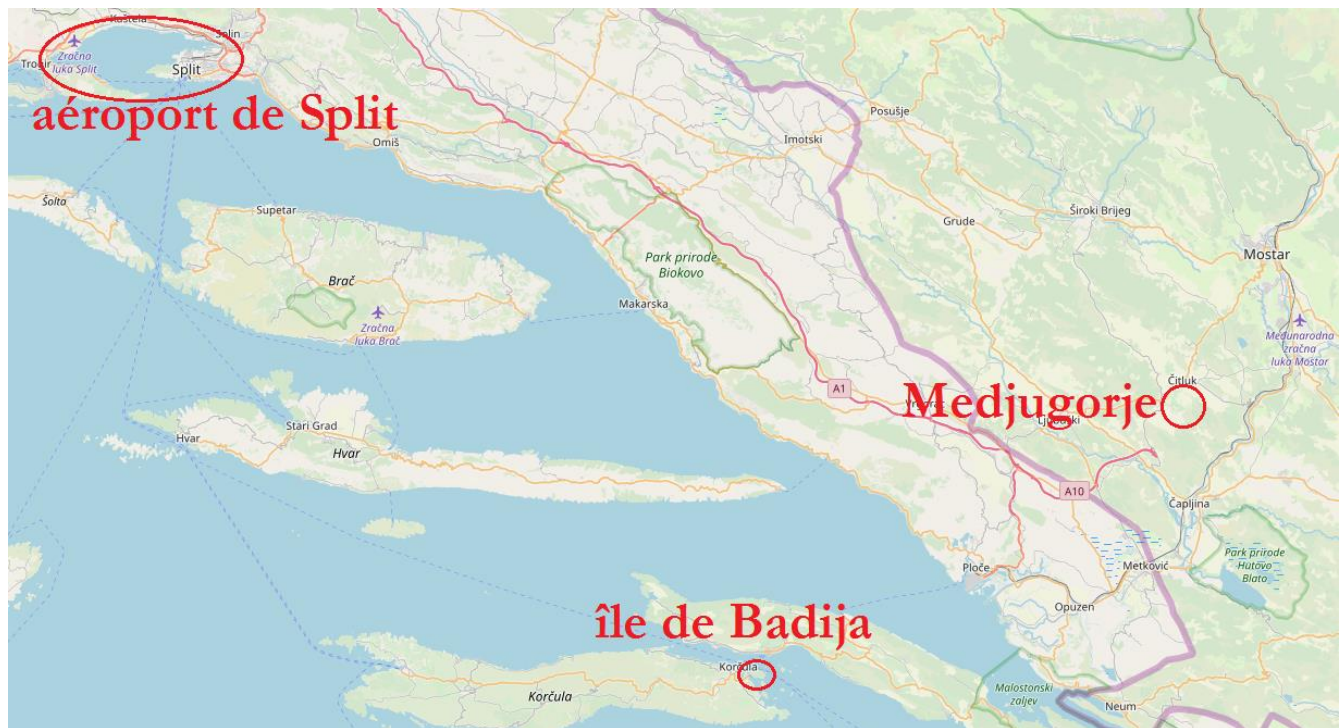 Kaštela
Solin
Trogir
Zračna
luka Split
Split
aéroport de Split
Omiš
Posušje
Imotski
Šolta
Supetar
Široki Brijeg
Grude
Mostar
Park prirode
Biokovo
Brač
Makarska
Zračna
luka Brač
Međunarodna
zračna
luka Mostar
A1
Čitluk
Medjugorje
Vrgorac
Ljubuški
Stari Grad
Hvar
Hvar
A10
Čapljina
Park prirode
Hutovo
Blato
Ploče
Metković
Opuzen
île de Badija
Korčula
Korčula
Malostonski
zaljev
Neum